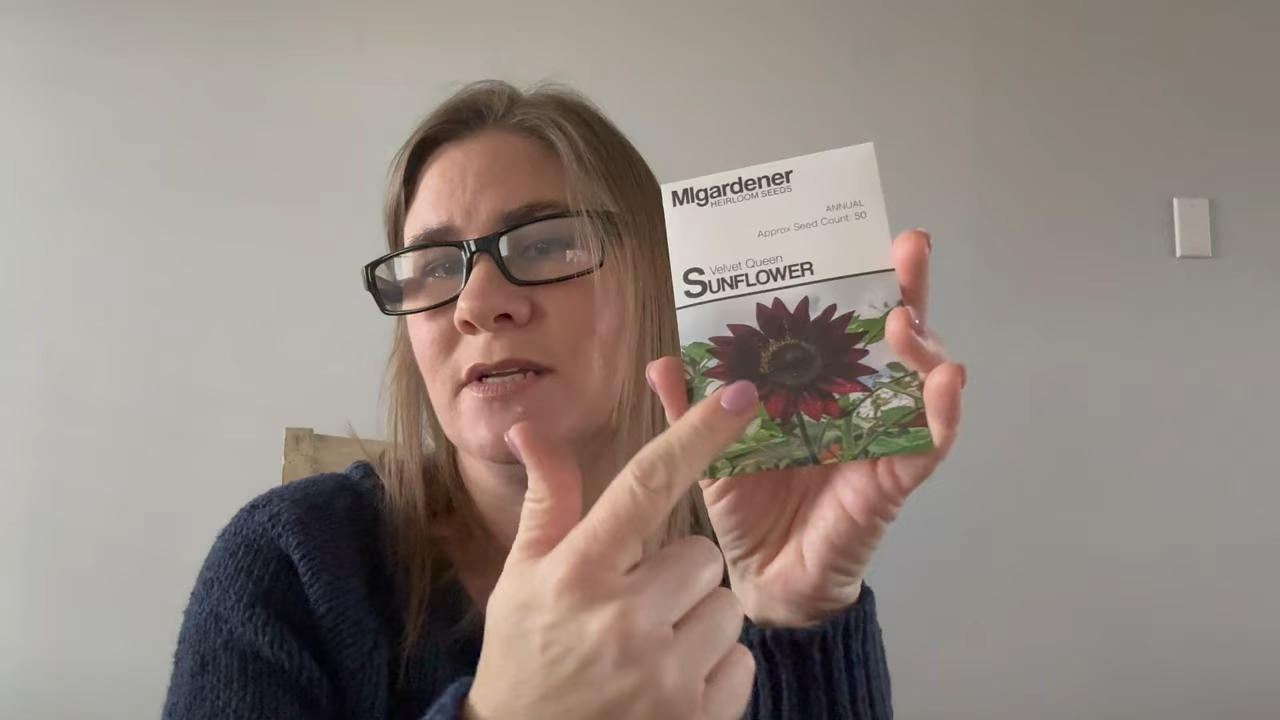 MIgardener
HEIRLOOM SEEDS
ANNUAL
Approx Seed Count: 50
Velvet Queen
SUNFLOWER